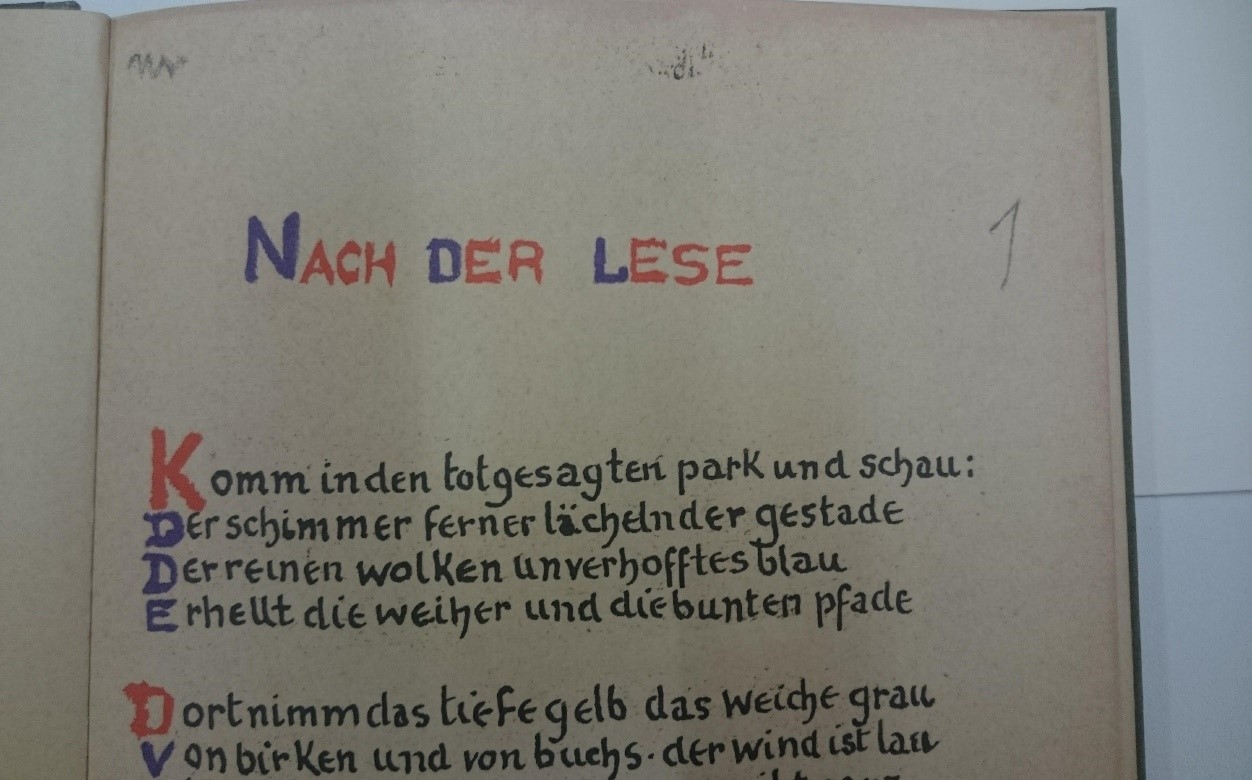 1
NACH DER LESE
Komm in den totgesagten park und schau:
Der schimmer ferner lächelnder gestade
Der reinen wolken unverhofftes blau
Erhellt die weiher und die bunten pfade
Dort nimm das tiefe gelb das weiche grau
Von birken und von buchs· der wind ist lau